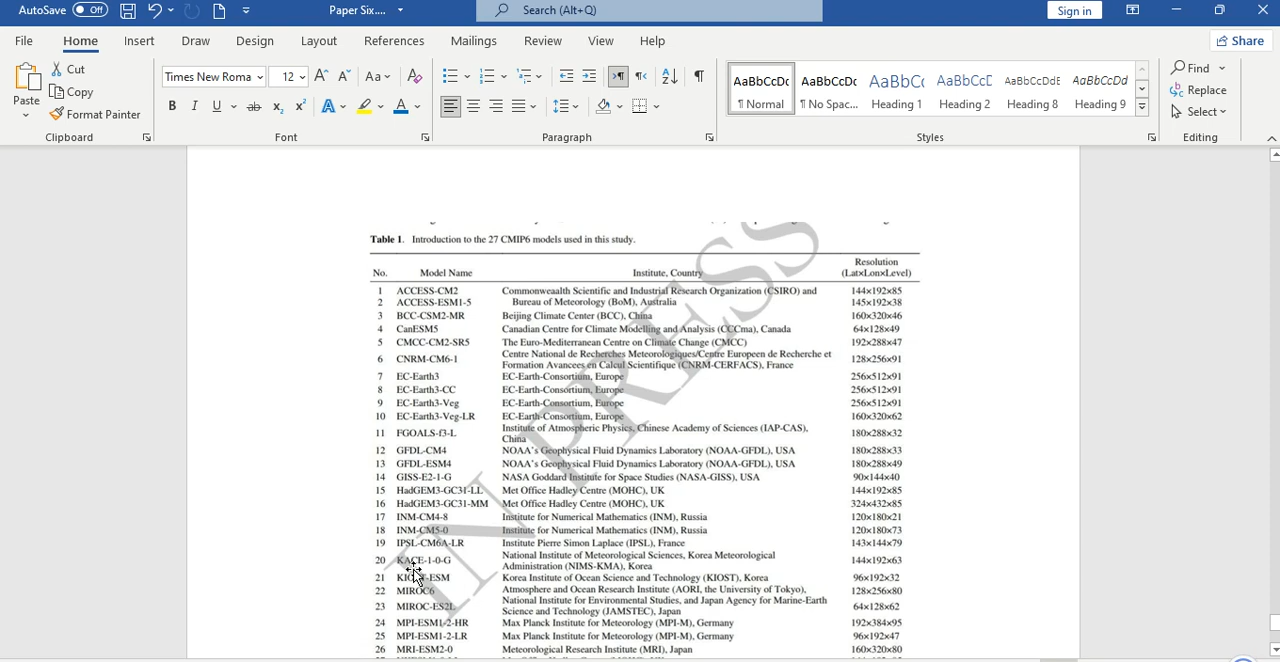 AutoSave Off Paper Six.... Search (Alt+Q) Sign in
File Home Insert Draw Design Layout References Mailings Review View Help Share
Paste Cut Copy Format Painter
Times New Roma 12 Aa
AaBbCcDc AaBbCcDc AaBbC AaBbCcD AaBbCcDdE AaBbCcDd
¶ Normal ¶ No Spac... Heading 1 Heading 2 Heading 8 Heading 9
Find Replace Select
Clipboard Font Paragraph Styles Editing
Table 1. Introduction to the 27 CMIP6 models used in this study.
No. Model Name Institute, Country Resolution (Lat×Lon×Level)
1 ACCESS-CM2 Commonwealth Scientific and Industrial Research Organization (CSIRO) and 144×192×85
2 ACCESS-ESM1-5 Bureau of Meteorology (BoM), Australia 145×192×38
3 BCC-CSM2-MR Beijing Climate Center (BCC), China 160×320×46
4 CanESM5 Canadian Centre for Climate Modelling and Analysis (CCCma), Canada 64×128×49
5 CMCC-CM2-SR5 The Euro-Mediterranean Centre on Climate Change (CMCC) 192×288×47
6 CNRM-CM6-1 Centre National de Recherches Meteorologiques/Centre Europeen de Recherche et Formation Avancees en Calcul Scientifique (CNRM-CERFACS), France 128×256×91
7 EC-Earth3 EC-Earth-Consortium, Europe 256×512×91
8 EC-Earth3-CC EC-Earth-Consortium, Europe 256×512×91
9 EC-Earth3-Veg EC-Earth-Consortium, Europe 256×512×91
10 EC-Earth3-Veg-LR EC-Earth-Consortium, Europe 160×320×62
11 FGOALS-f3-L Institute of Atmospheric Physics, Chinese Academy of Sciences (IAP-CAS), China 180×288×32
12 GFDL-CM4 NOAA's Geophysical Fluid Dynamics Laboratory (NOAA-GFDL), USA 180×288×33
13 GFDL-ESM4 NOAA's Geophysical Fluid Dynamics Laboratory (NOAA-GFDL), USA 180×288×49
14 GISS-E2-1-G NASA Goddard Institute for Space Studies (NASA-GISS), USA 90×144×40
15 HadGEM3-GC31-LL Met Office Hadley Centre (MOHC), UK 144×192×85
16 HadGEM3-GC31-MM Met Office Hadley Centre (MOHC), UK 324×432×85
17 INM-CM4-8 Institute for Numerical Mathematics (INM), Russia 120×180×21
18 INM-CM5-0 Institute for Numerical Mathematics (INM), Russia 120×180×73
19 IPSL-CM6A-LR Institute Pierre Simon Laplace (IPSL), France 143×144×79
20 KACE-1-0-G National Institute of Meteorological Sciences, Korea Meteorological Administration (NIMS-KMA), Korea 144×192×63
21 KIOST-ESM Korea Institute of Ocean Science and Technology (KIOST), Korea 96×192×32
22 MIROC6 Atmosphere and Ocean Research Institute (AORI, the University of Tokyo), 128×256×80
23 MIROC-ES2L National Institute for Environmental Studies, and Japan Agency for Marine-Earth Science and Technology (JAMSTEC), Japan 64×128×62
24 MPI-ESM1-2-HR Max Planck Institute for Meteorology (MPI-M), Germany 192×384×95
25 MPI-ESM1-2-LR Max Planck Institute for Meteorology (MPI-M), Germany 96×192×47
26 MRI-ESM2-0 Meteorological Research Institute (MRI), Japan 160×320×80
IN PRESS